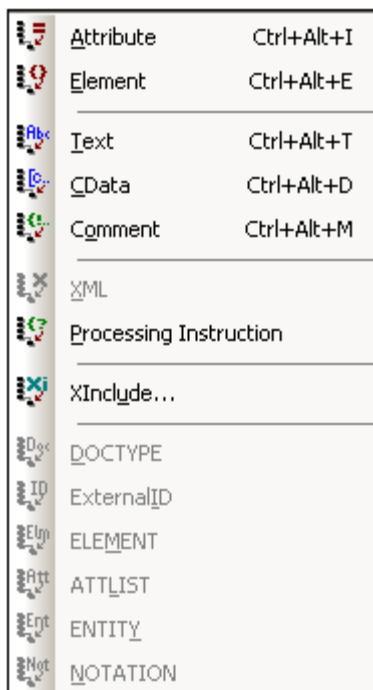 Attribute Ctrl+Alt+I
Element Ctrl+Alt+E
Text Ctrl+Alt+T
CData Ctrl+Alt+D
Comment Ctrl+Alt+M
XML
Processing Instruction
XInclude...
DOCTYPE
ExternalID
ELEMENT
ATTLIST
ENTITY
NOTATION